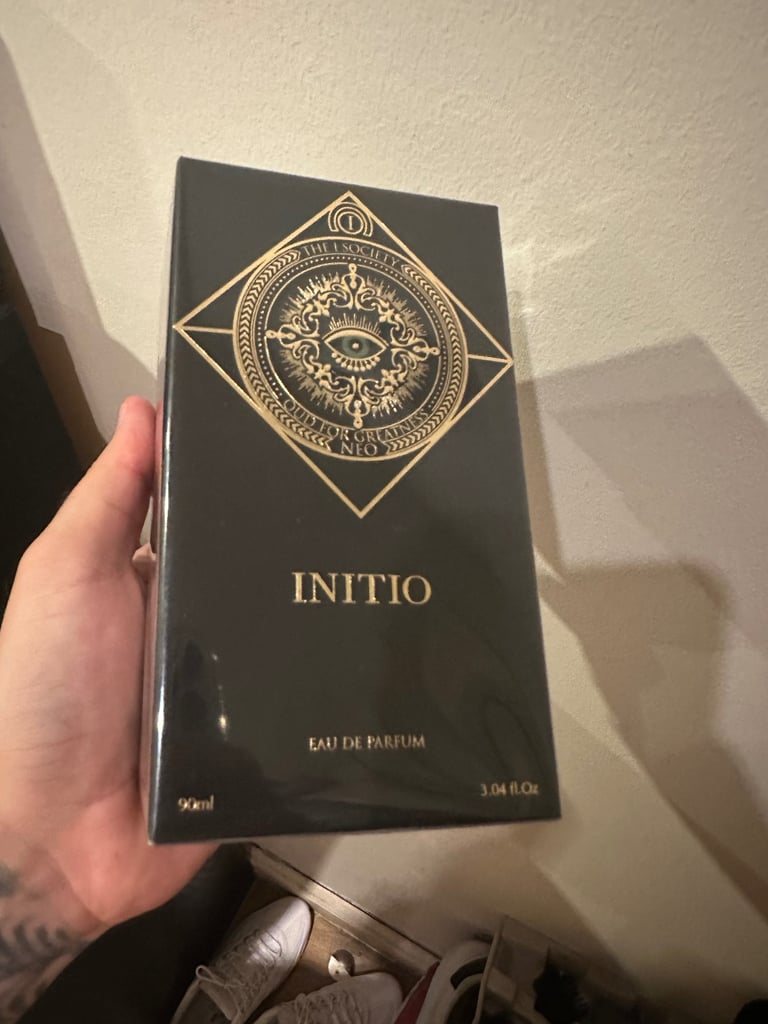 I
THE I SOCIETY
OUD FOR GREATNESS
NEO
INITIO
EAU DE PARFUM
90ml
3.04 fl.Oz